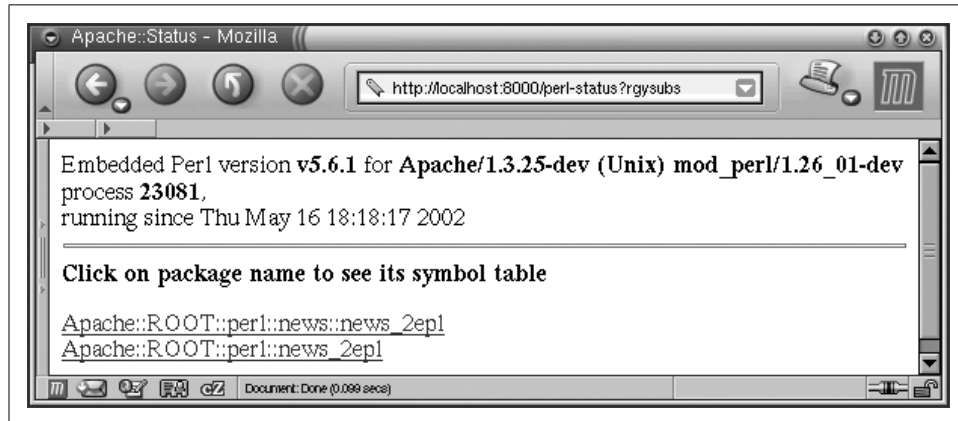 Apache::Status - Mozilla
http://localhost:8000/perl-status?rgysubs
Embedded Perl version v5.6.1 for Apache/1.3.25-dev (Unix) mod_perl/1.26_01-dev
process 23081,
running since Thu May 16 18:18:17 2002
Click on package name to see its symbol table
Apache::ROOT::perl::news::news_2epl
Apache::ROOT::perl::news_2epl
Document: Done (0.099 secs)